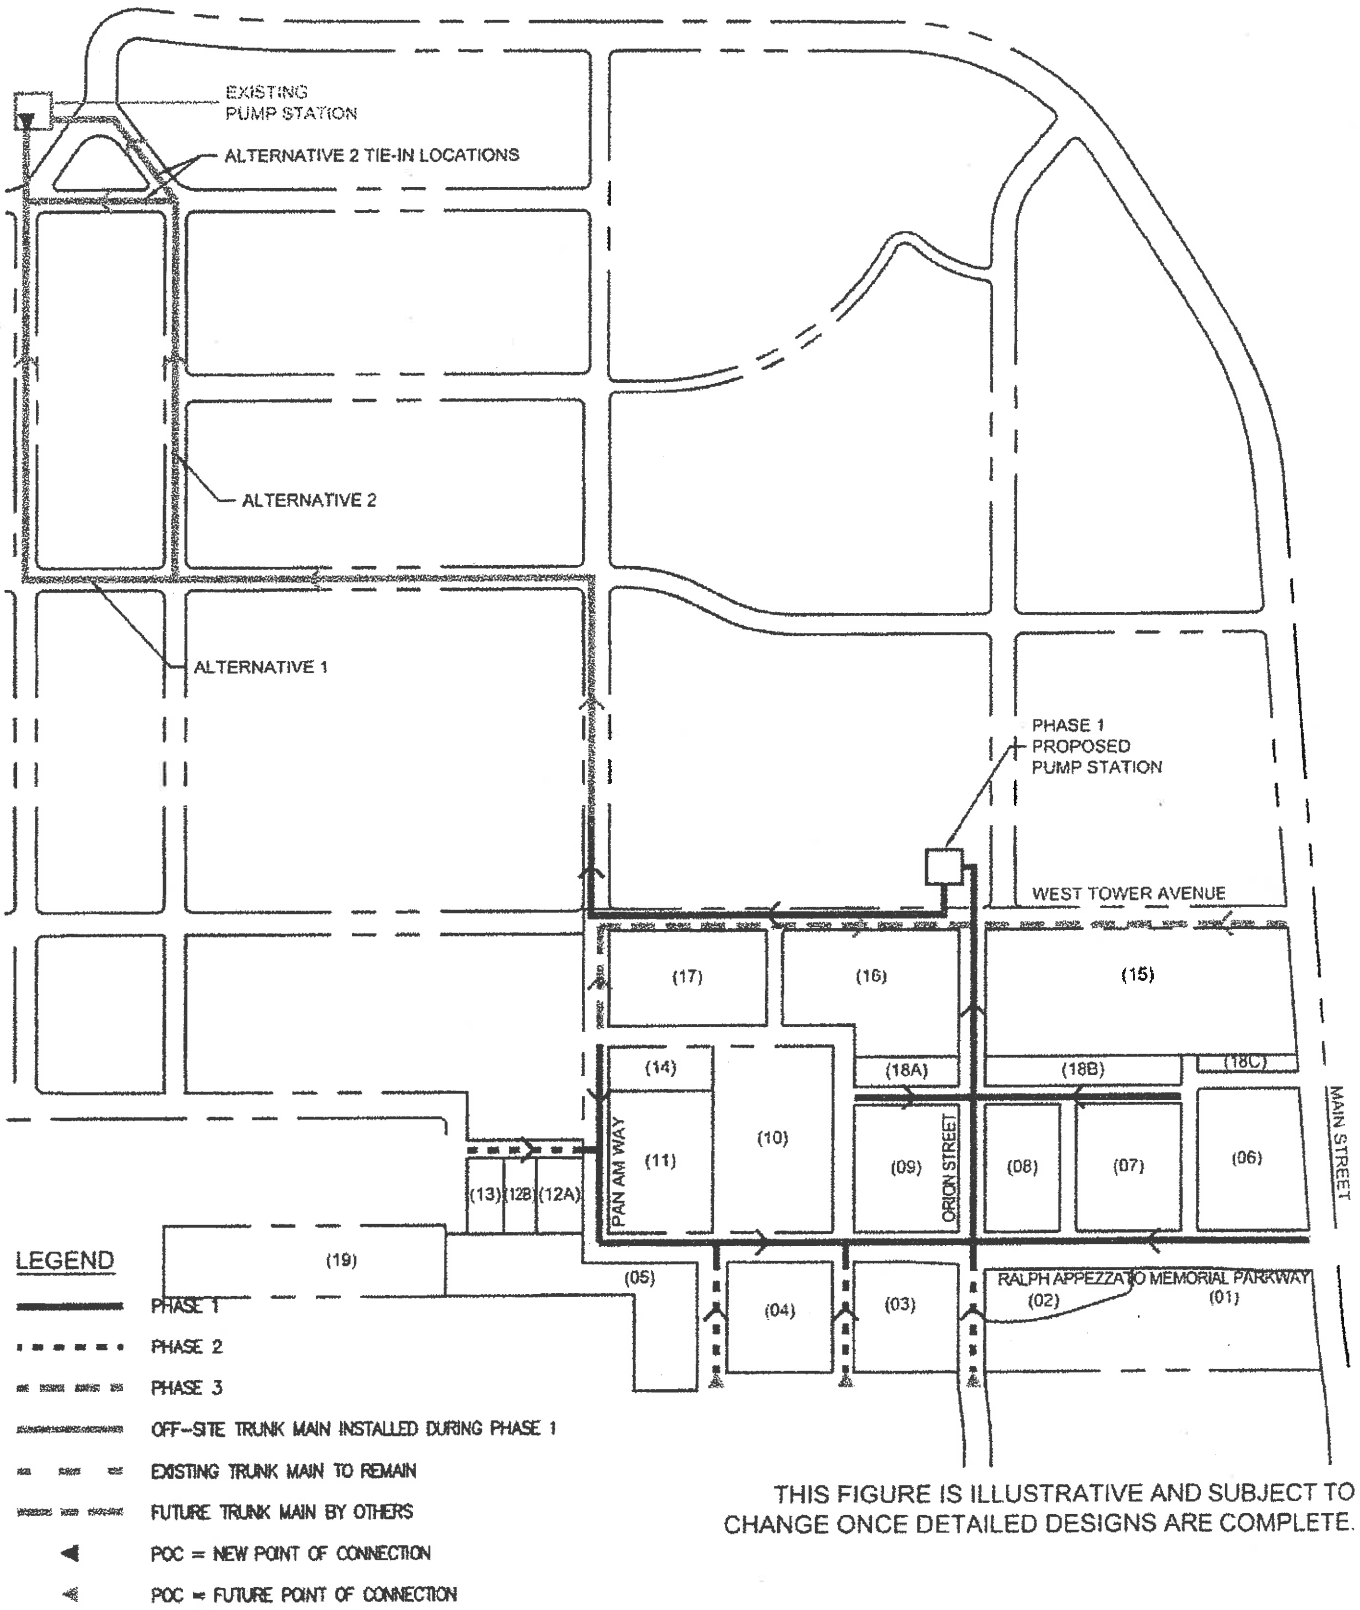 EXISTING
PUMP STATION
ALTERNATIVE 2 TIE-IN LOCATIONS
ALTERNATIVE 2
ALTERNATIVE 1
PHASE 1
PROPOSED
PUMP STATION
WEST TOWER AVENUE
(17)
(16)
(15)
(14)
(18A)
(18B)
(18C)
MAIN STREET
PAN AM WAY
(11)
(10)
(09)
ORION STREET
(08)
(07)
(06)
(13)
(12B)
(12A)
(19)
(05)
(04)
(03)
RALPH APPEZZATO MEMORIAL PARKWAY
(02)
(01)
LEGEND
PHASE 1
PHASE 2
PHASE 3
OFF-SITE TRUNK MAIN INSTALLED DURING PHASE 1
EXISTING TRUNK MAIN TO REMAIN
FUTURE TRUNK MAIN BY OTHERS
POC = NEW POINT OF CONNECTION
POC = FUTURE POINT OF CONNECTION
THIS FIGURE IS ILLUSTRATIVE AND SUBJECT TO
CHANGE ONCE DETAILED DESIGNS ARE COMPLETE.